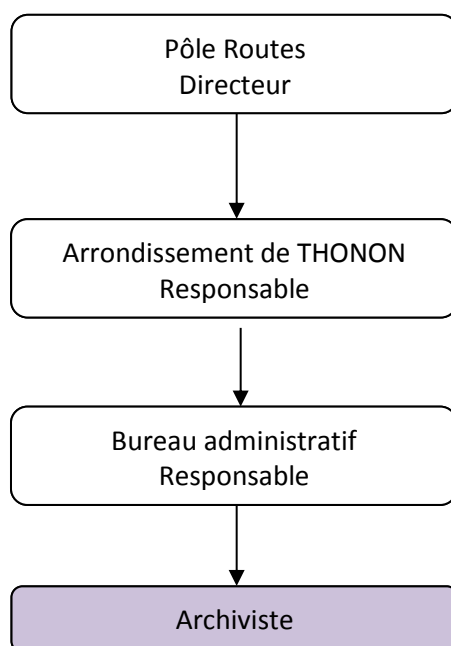 Pôle Routes
Directeur
Arrondissement de THONON
Responsable
Bureau administratif
Responsable
Archiviste